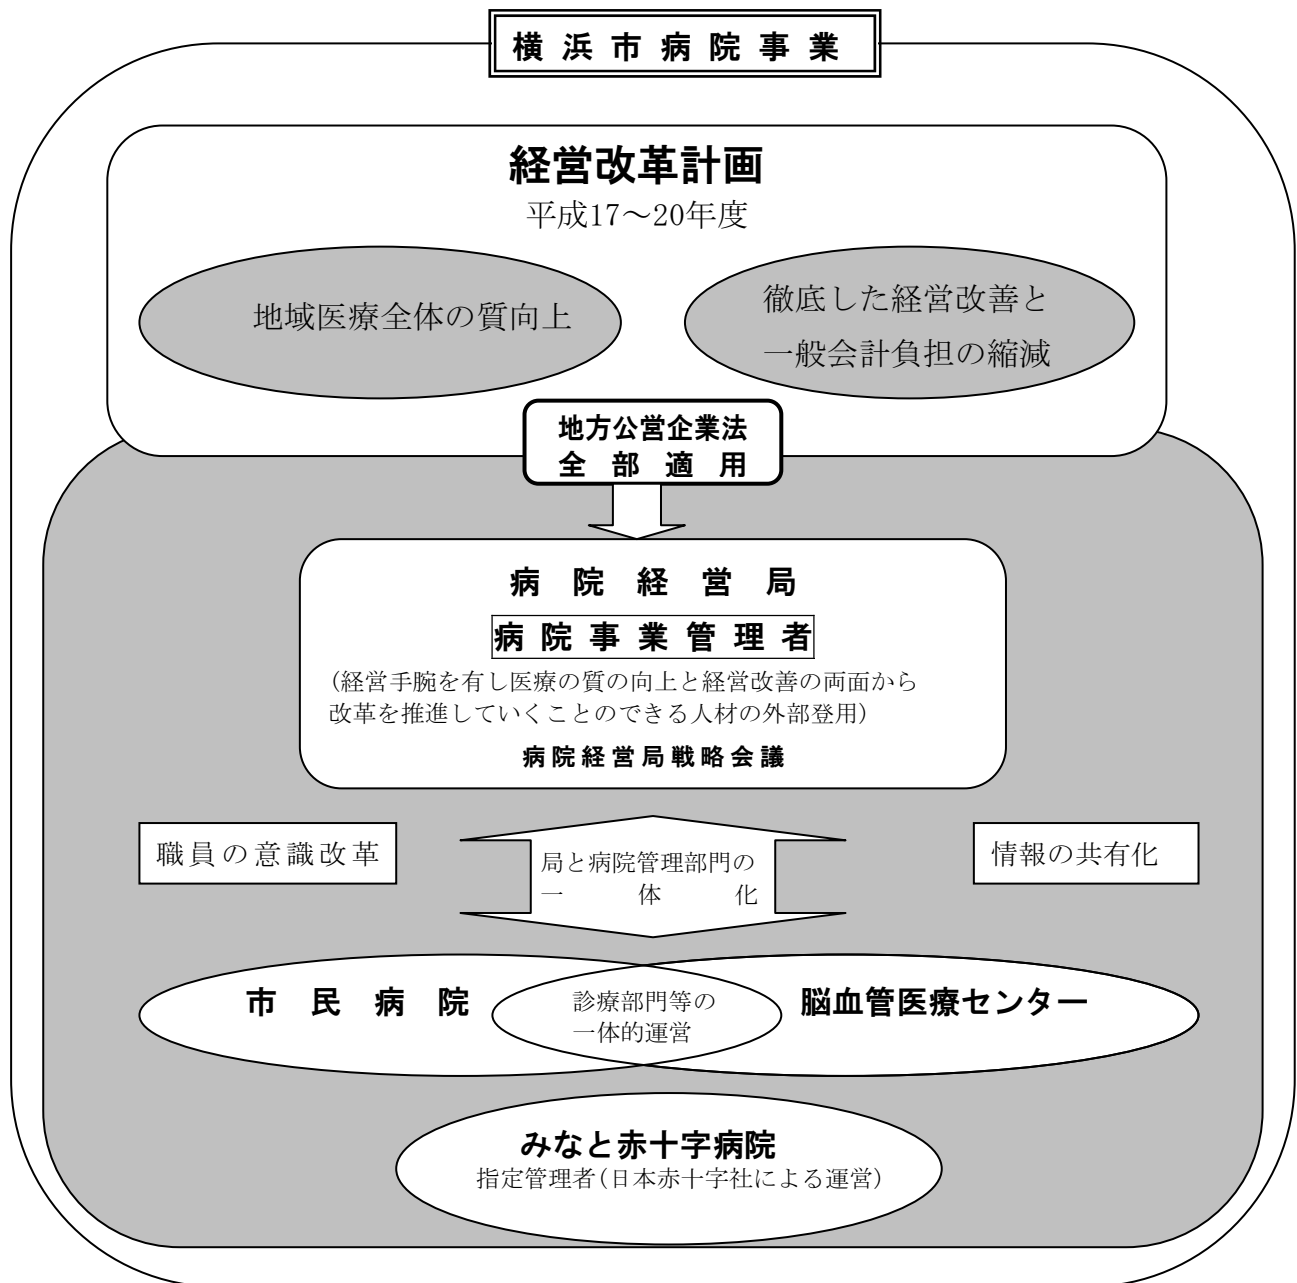 横浜市病院事業
経営改革計画
平成17～20年度
地域医療全体の質向上
徹底した経営改善と
一般会計負担の縮減
地方公営企業法
全部適用
病院経営局
病院事業管理者
(経営手腕を有し医療の質の向上と経営改善の両面から
改革を推進していくことのできる人材の外部登用)
病院経営局戦略会議
職員の意識改革
局と病院管理部門の
一体化
情報の共有化
市民病院
診療部門等の
一体的運営
脳血管医療センター
みなと赤十字病院
指定管理者(日本赤十字社による運営)